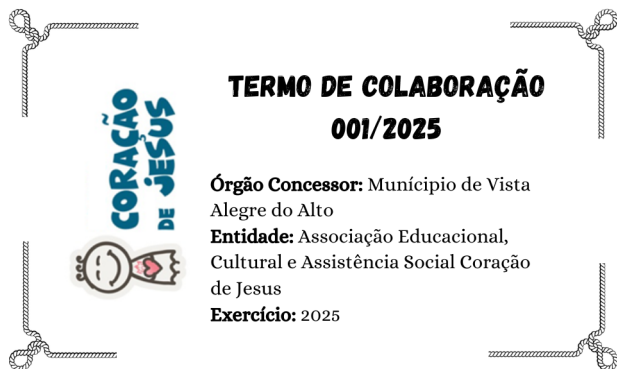 CORAÇÃO
DE JESUS
TERMO DE COLABORAÇÃO
001/2025
Órgão Concessor: Munícipio de Vista
Alegre do Alto
Entidade: Associação Educacional,
Cultural e Assistência Social Coração
de Jesus
Exercício: 2025